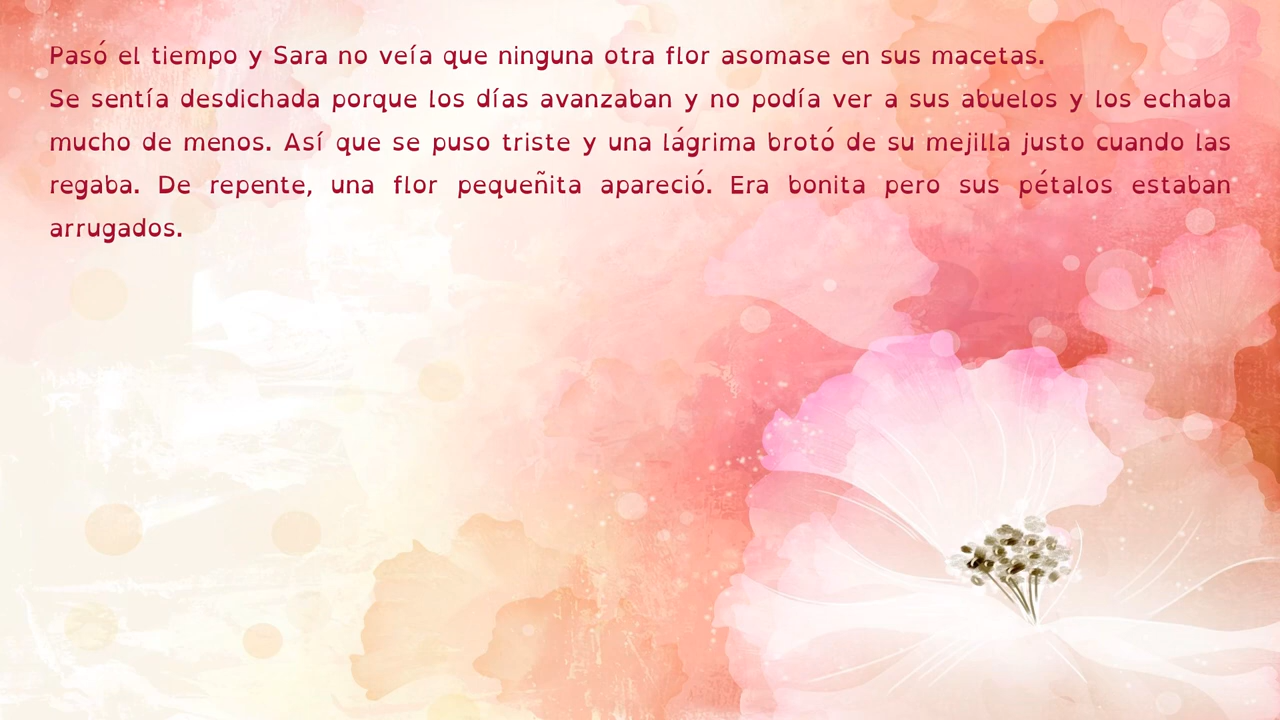 Pasó el tiempo y Sara no veía que ninguna otra flor asomase en sus macetas.
Se sentía desdichada porque los días avanzaban y no podía ver a sus abuelos y los echaba
mucho de menos. Así que se puso triste y una lágrima brotó de su mejilla justo cuando las
regaba. De repente, una flor pequeñita apareció. Era bonita pero sus pétalos estaban
arrugados.